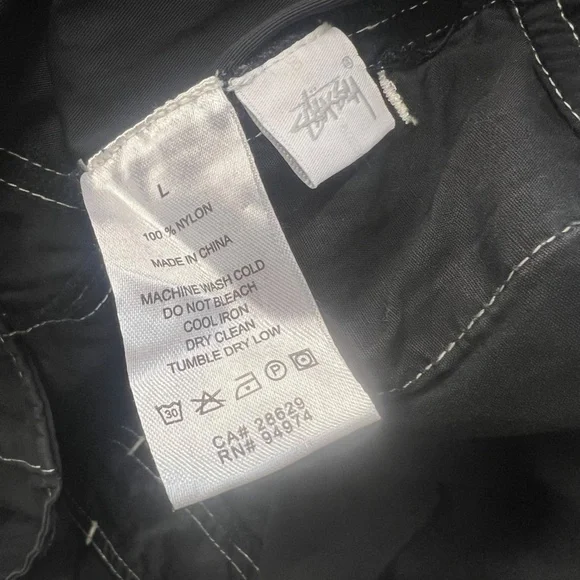 Stüssy ®
L
100% NYLON
MADE IN CHINA
MACHINE WASH COLD
DO NOT BLEACH
COOL IRON
DRY CLEAN
TUMBLE DRY LOW
30
CA# 28629
RN# 94974